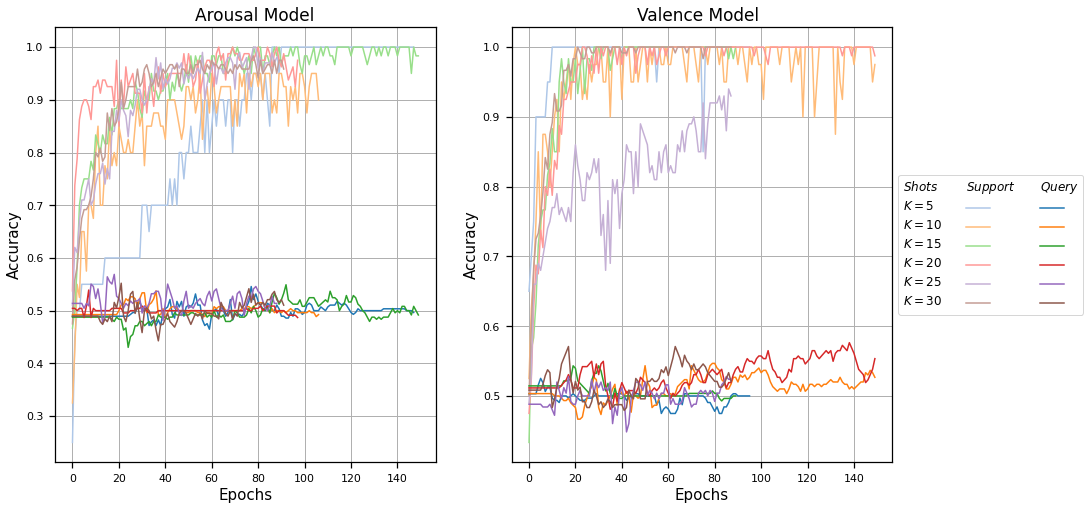 Arousal Model
Accuracy
1.0
0.9
0.8
0.7
0.6
0.5
0.4
0.3
0 20 40 60 80 100 120 140
Epochs
Valence Model
Accuracy
1.0
0.9
0.8
0.7
0.6
0.5
0 20 40 60 80 100 120 140
Epochs
Shots Support Query
K = 5
K = 10
K = 15
K = 20
K = 25
K = 30